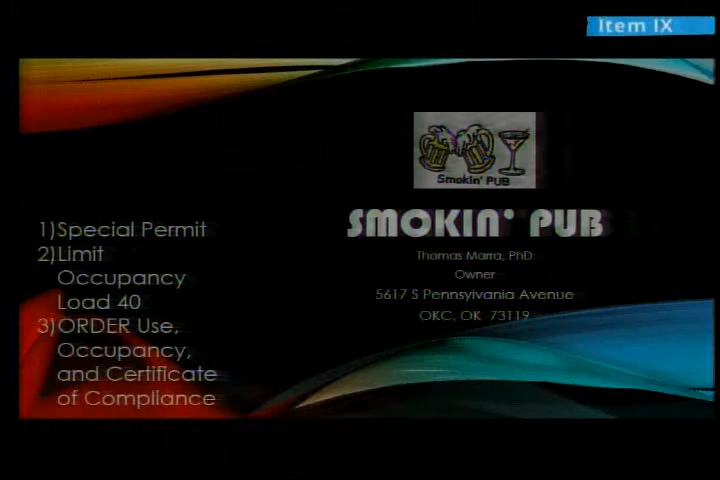 Item IX
Smokin' PUB
SMOKIN' PUB
Thomas Marra, PhD
Owner
5617 S Pennsylvania Avenue
OKC, OK 73119
1)Special Permit
2)Limit
Occupancy
Load 40
3)ORDER Use,
Occupancy,
and Certificate
of Compliance